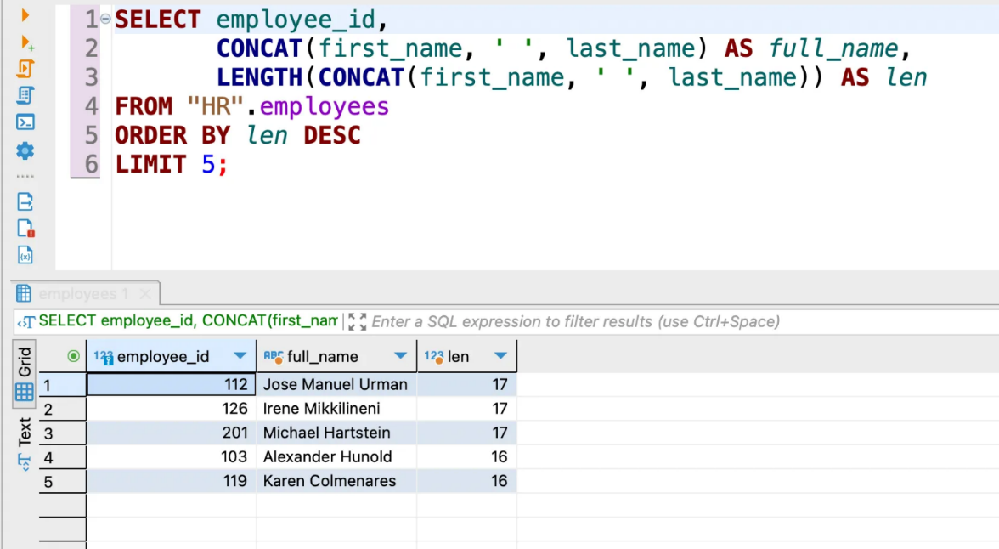 1 SELECT employee_id,
2 CONCAT(first_name, ' ', last_name) AS full_name,
3 LENGTH(CONCAT(first_name, ' ', last_name)) AS len
4 FROM "HR".employees
5 ORDER BY len DESC
6 LIMIT 5;
employees 1
SELECT employee_id, CONCAT(first_nam Enter a SQL expression to filter results (use Ctrl+Space)
Grid
Text
123 employee_id ABC full_name 123 len
1 112 Jose Manuel Urman 17
2 126 Irene Mikkilineni 17
3 201 Michael Hartstein 17
4 103 Alexander Hunold 16
5 119 Karen Colmenares 16